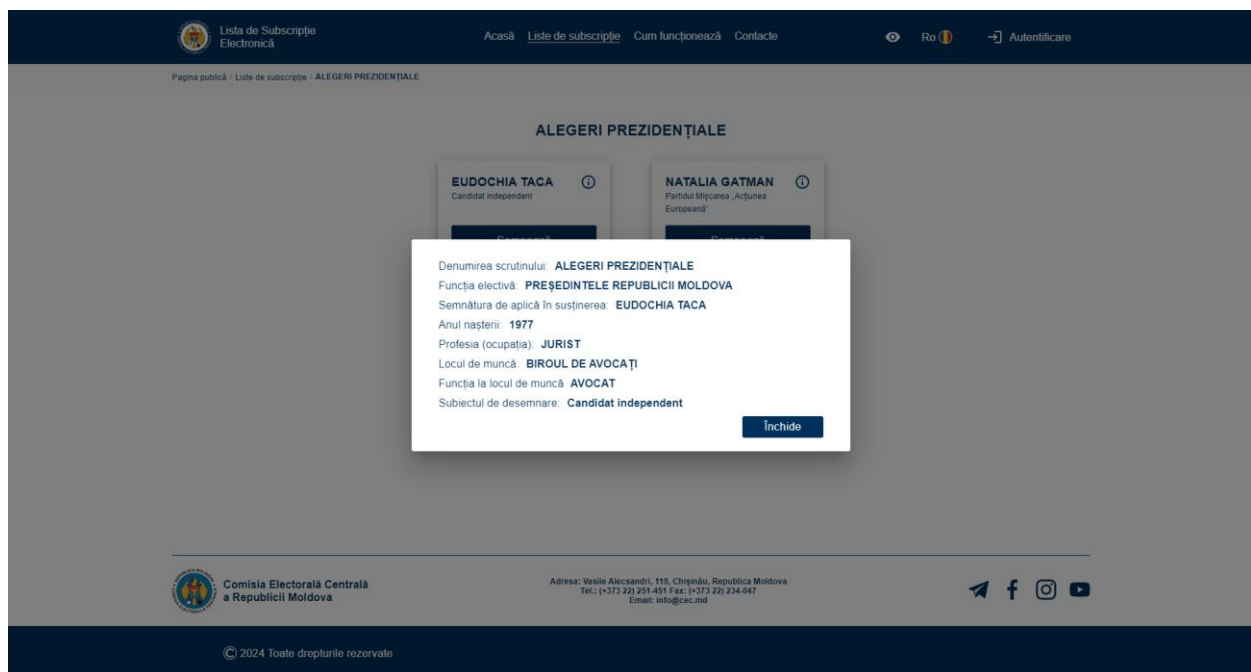 Lista de Subscripție
Electronică
Acasă Liste de subscripție Cum funcționează Contacte
Ro
Autentificare
Pagina publică / Liste de subscripție / ALEGERI PREZIDENȚIALE
ALEGERI PREZIDENȚIALE
EUDOCHIA TACA
Candidat independent
NATALIA GATMAN
Partidul Mișcarea „Acțiunea
Europeană"
Denumirea scrutinului: ALEGERI PREZIDENȚIALE
Funcția electivă: PREȘEDINTELE REPUBLICII MOLDOVA
Semnătura de aplică în susținerea: EUDOCHIA TACA
Anul nașterii: 1977
Profesia (ocupația): JURIST
Locul de muncă: BIROUL DE AVOCAȚI
Funcția la locul de muncă AVOCAT
Subiectul de desemnare: Candidat independent
Închide
Comisia Electorală Centrală
a Republicii Moldova
Adresa: Vasile Alecsandri, 119, Chișinău, Republica Moldova
Tel.: (+373 22) 251-451 Fax: (+373 22) 234-047
Email: info@cec.md
© 2024 Toate drepturile rezervate